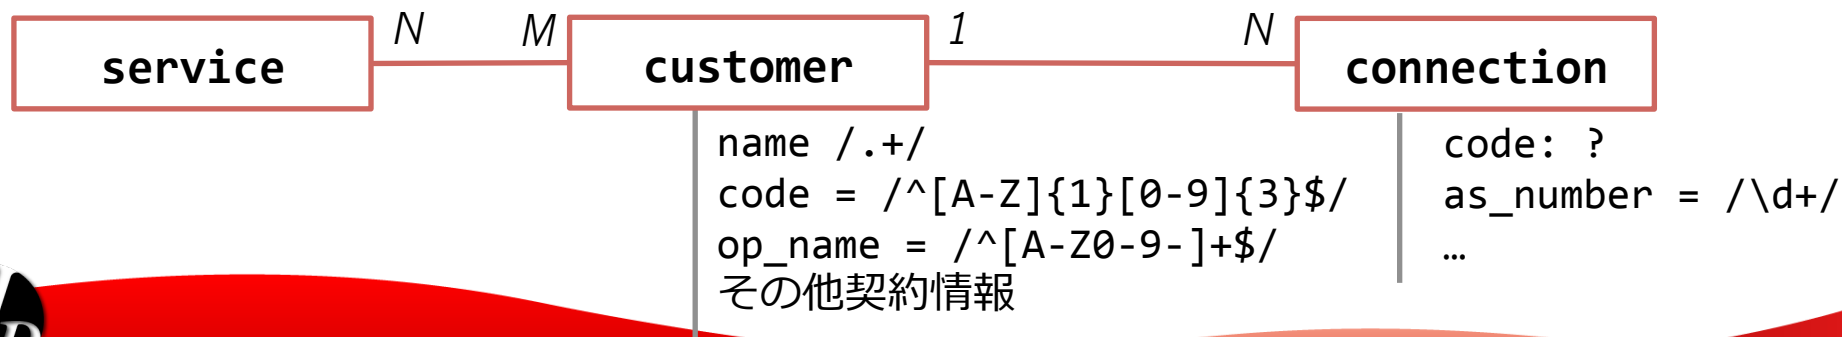 service N M customer 1 N connection
name /.+/
code = /^[A-Z]{1}[0-9]{3}$/
op_name = /^[A-Z0-9-]+$/
その他契約情報
code: ?
as_number = /\d+/
…